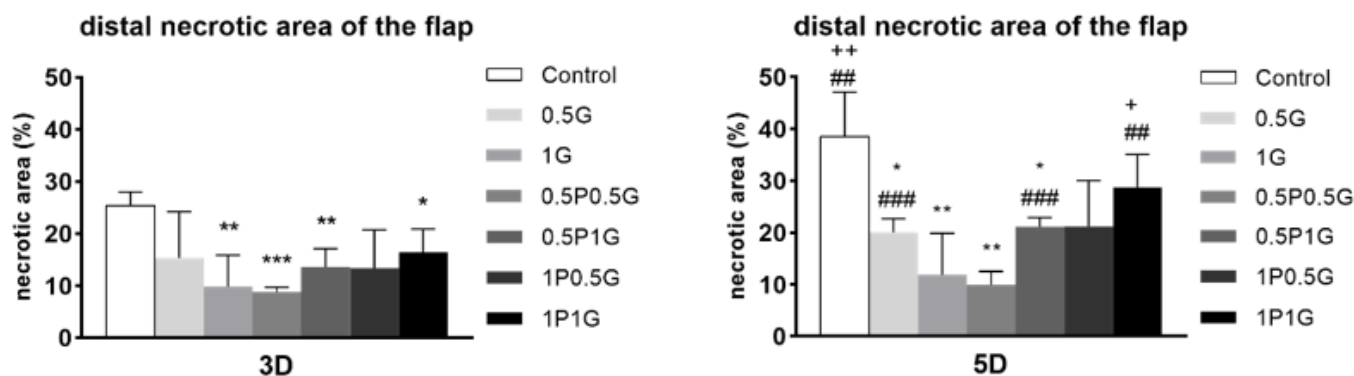 distal necrotic area of the flap
necrotic area (%)
50
40
30
20
10
0
**
***
**
*
3D
Control
0.5G
1G
0.5P0.5G
0.5P1G
1P0.5G
1P1G
distal necrotic area of the flap
necrotic area (%)
50
40
30
20
10
0
++
##
*
###
**
**
*
###
+
##
5D
Control
0.5G
1G
0.5P0.5G
0.5P1G
1P0.5G
1P1G